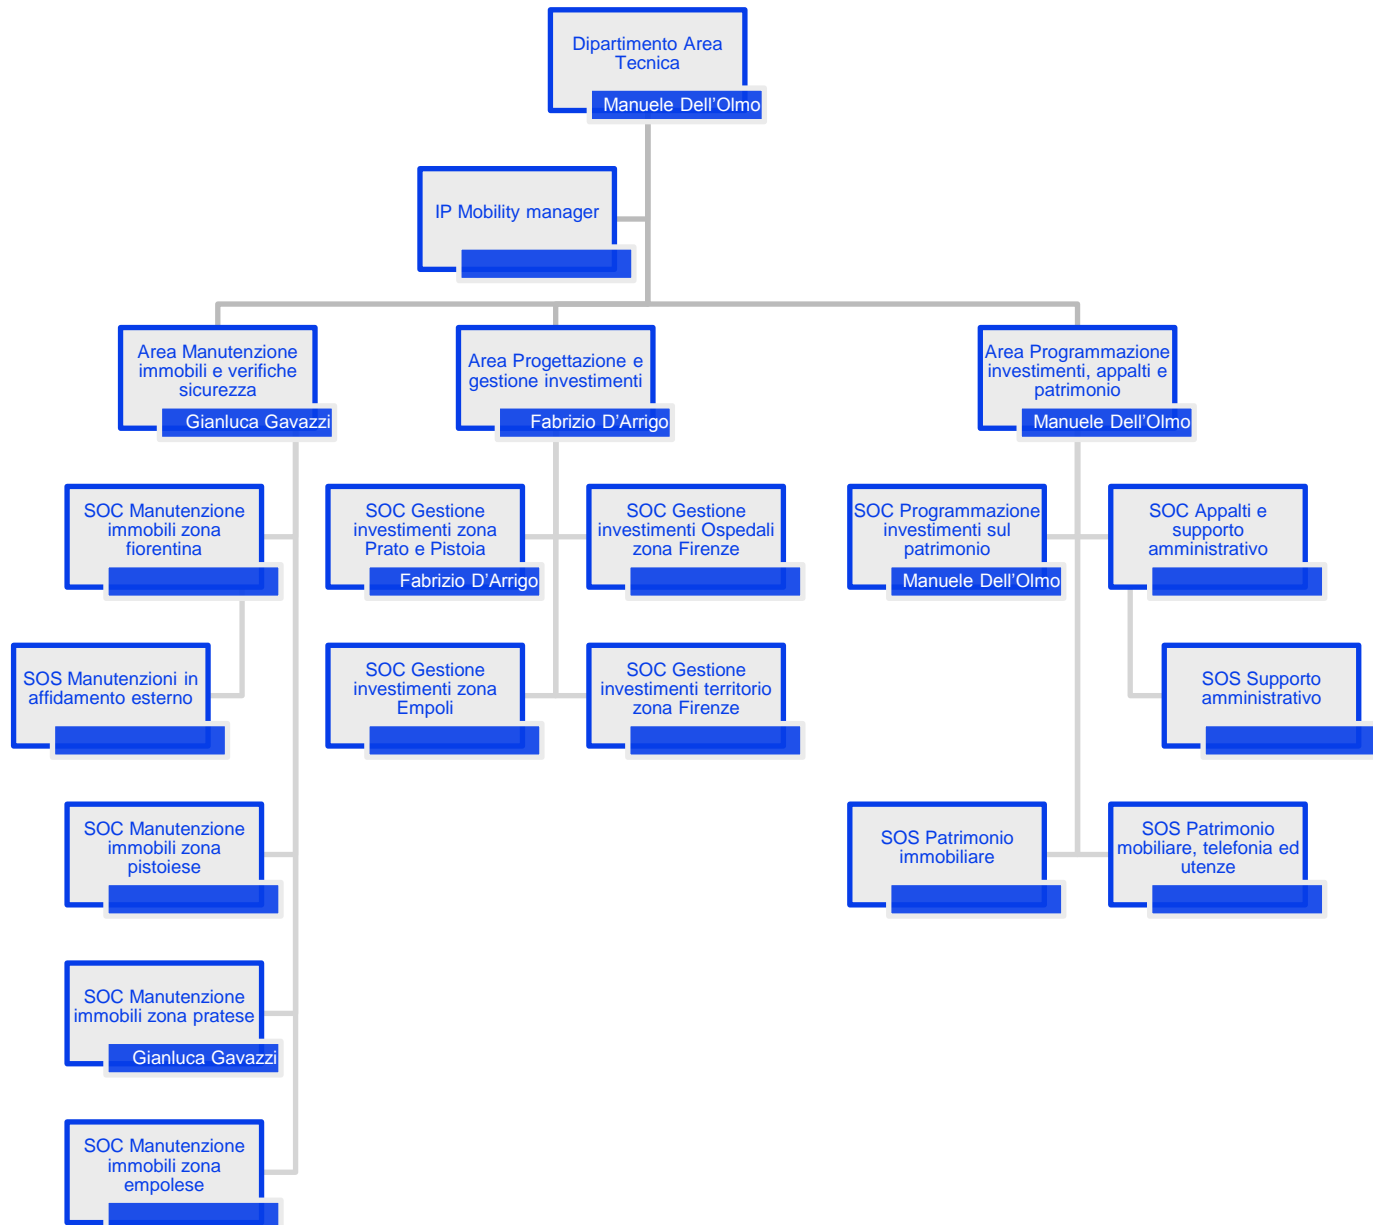 Dipartimento Area
Tecnica
Manuele Dell'Olmo
IP Mobility manager
Area Manutenzione
immobili e verifiche
sicurezza
Gianluca Gavazzi
Area Progettazione e
gestione investimenti
Fabrizio D'Arrigo
Area Programmazione
investimenti, appalti e
patrimonio
Manuele Dell'Olmo
SOC Manutenzione
immobili zona
fiorentina
SOC Gestione
investimenti zona
Prato e Pistoia
Fabrizio D'Arrigo
SOC Gestione
investimenti Ospedali
zona Firenze
SOC Programmazione
investimenti sul
patrimonio
Manuele Dell'Olmo
SOC Appalti e
supporto
amministrativo
SOS Manutenzioni in
affidamento esterno
SOC Gestione
investimenti zona
Empoli
SOC Gestione
investimenti territorio
zona Firenze
SOS Supporto
amministrativo
SOC Manutenzione
immobili zona
pistoiese
SOS Patrimonio
immobiliare
SOS Patrimonio
mobiliare, telefonia ed
utenze
SOC Manutenzione
immobili zona pratese
Gianluca Gavazzi
SOC Manutenzione
immobili zona
empolese